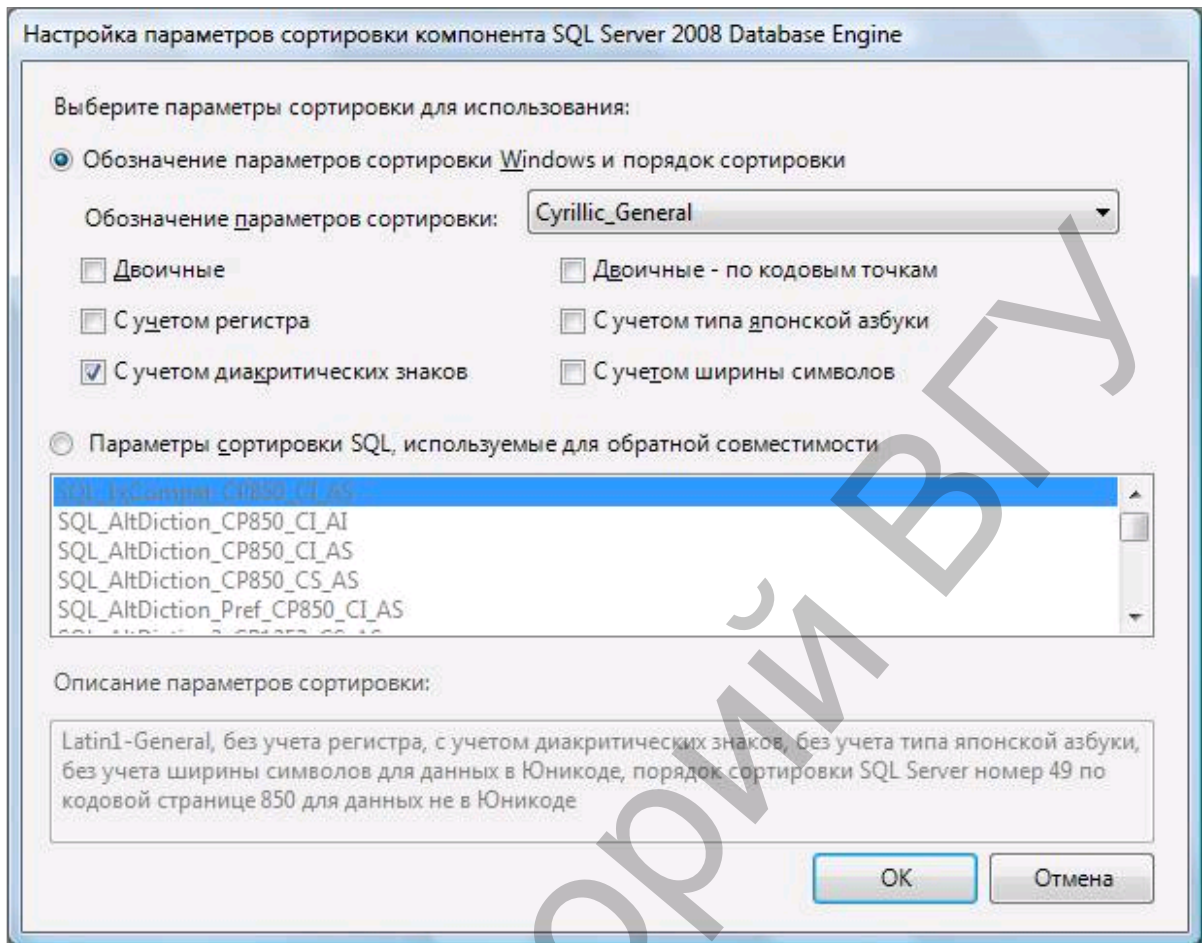 Настройка параметров сортировки компонента SQL Server 2008 Database Engine
Выберите параметры сортировки для использования:
Обозначение параметров сортировки Windows и порядок сортировки
Обозначение параметров сортировки: Cyrillic_General
Двоичные
Двоичные - по кодовым точкам
С учетом регистра
С учетом типа японской азбуки
С учетом диакритических знаков
С учетом ширины символов
Параметры сортировки SQL, используемые для обратной совместимости
SQL_1xCompat_CP850_CI_AS
SQL_AltDiction_CP850_CI_AI
SQL_AltDiction_CP850_CI_AS
SQL_AltDiction_CP850_CS_AS
SQL_AltDiction_Pref_CP850_CI_AS
Описание параметров сортировки:
Latin1-General, без учета регистра, с учетом диакритических знаков, без учета типа японской азбуки,
без учета ширины символов для данных в Юникоде, порядок сортировки SQL Server номер 49 по
кодовой странице 850 для данных не в Юникоде
OK
Отмена
орий ВГУ